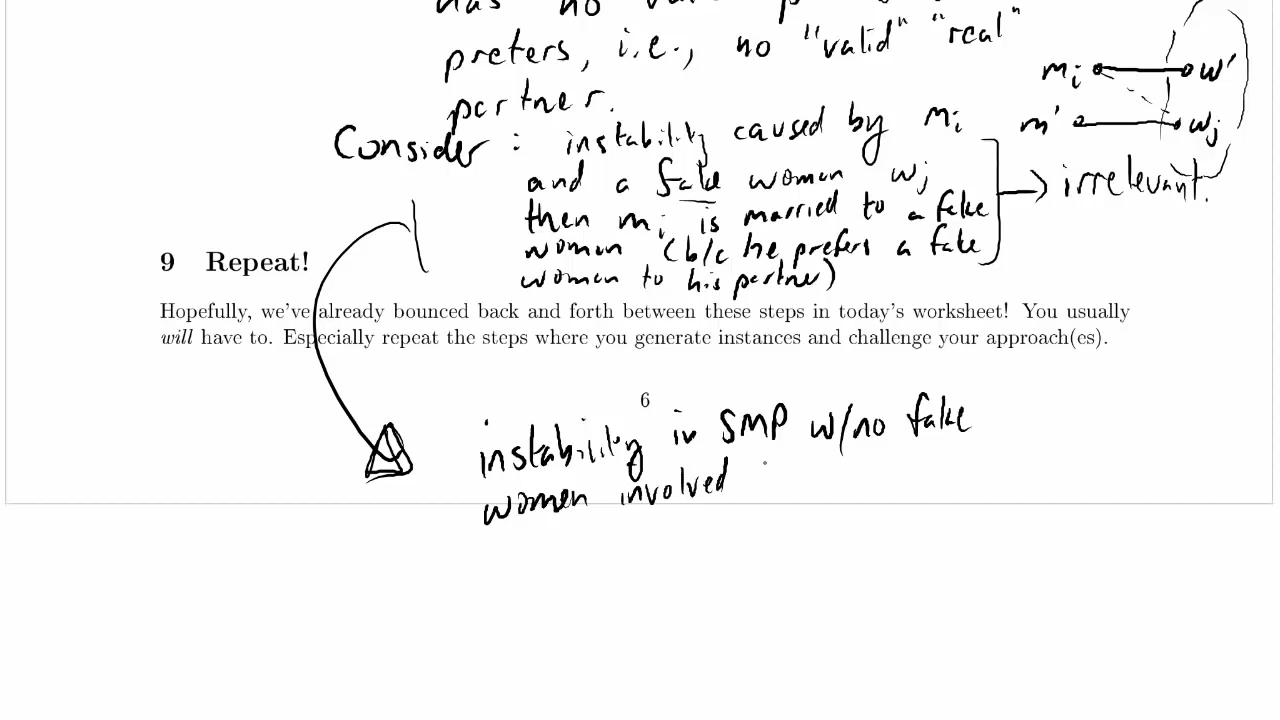 has no
prefers, i.e., no "valid" "real"
partner.
mi w'
m' wj
Consider : instability caused by mi
and a fake women wj
then mi is married to a fake
women (b/c he prefers a fake
women to his partner)
irrelevant.
9 Repeat!
Hopefully, we've already bounced back and forth between these steps in today's worksheet! You usually
will have to. Especially repeat the steps where you generate instances and challenge your approach(es).
6
instability in SMP w/no fake
women involved